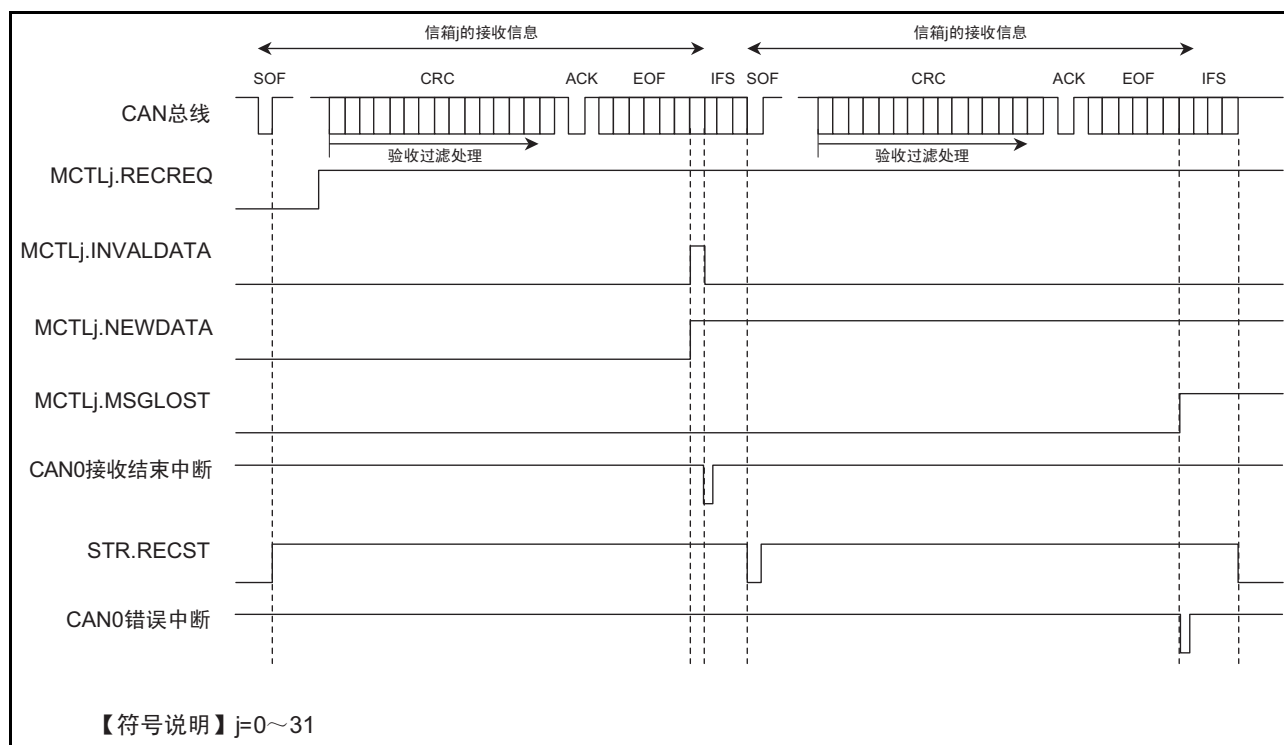 信箱j的接收信息 信箱j的接收信息
SOF CRC ACK EOF IFS SOF CRC ACK EOF IFS
CAN总线
验收过滤处理 验收过滤处理
MCTLj.RECREQ
MCTLj.INVALDATA
MCTLj.NEWDATA
MCTLj.MSGLOST
CAN0接收结束中断
STR.RECST
CAN0错误中断
【符号说明】j=0～31